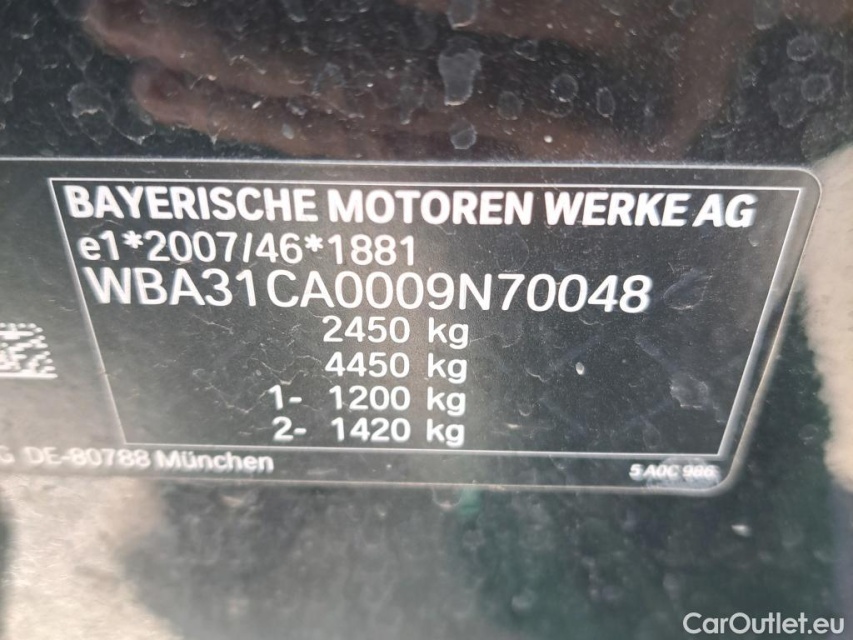 BAYERISCHE MOTOREN WERKE AG
e1*2007/46*1881
WBA31CA0009N70048
2450 kg
4450 kg
1- 1200 kg
2- 1420 kg
G DE-80788 München
5 A0C 986
CarOutlet.eu